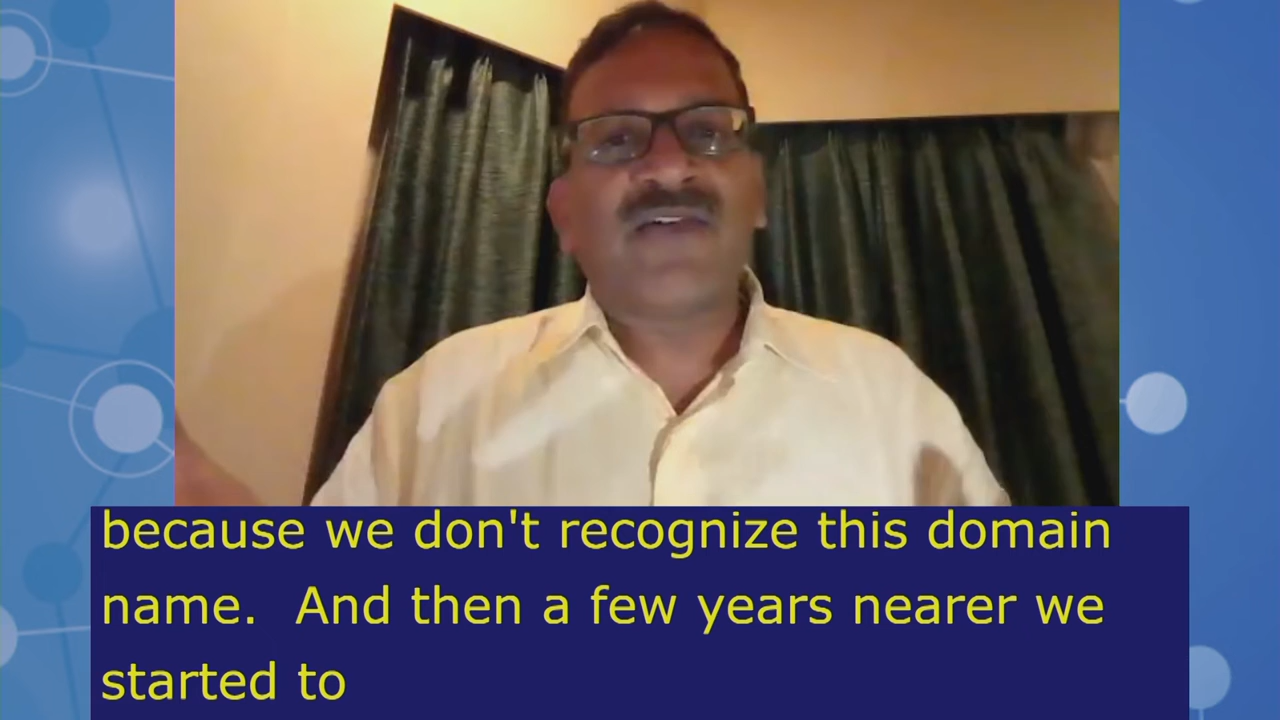 because we don't recognize this domain
name.  And then a few years nearer we
started to